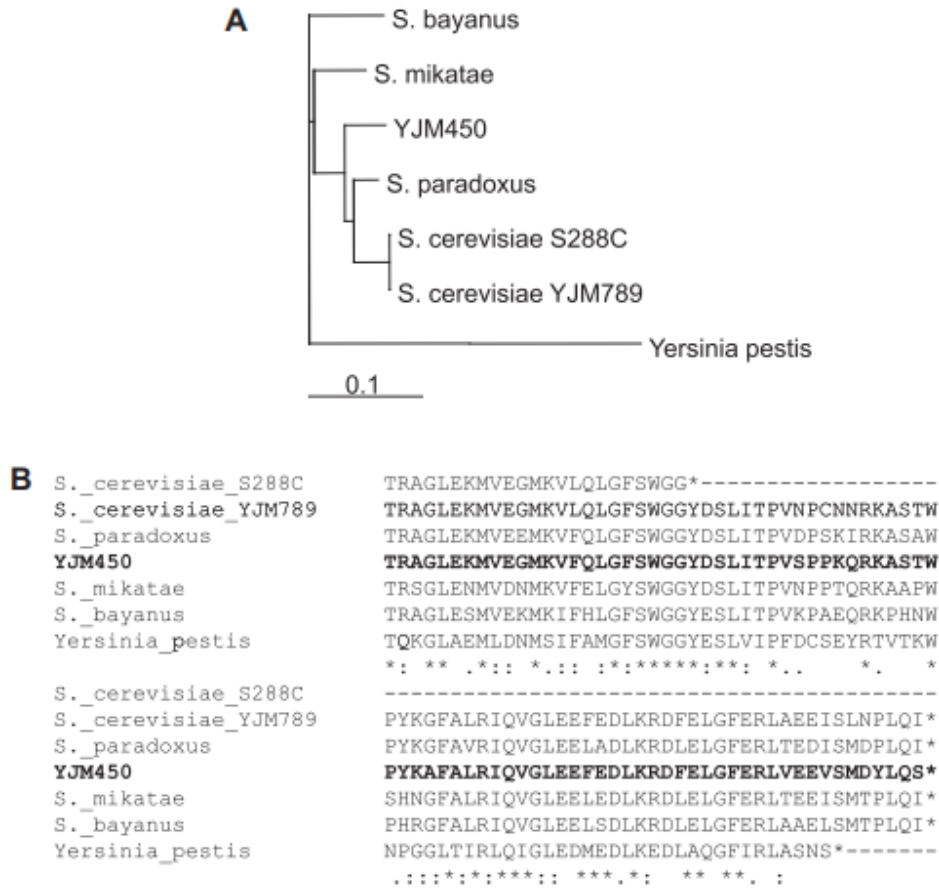 A
S. bayanus
S. mikatae
YJM450
S. paradoxus
S. cerevisiae S288C
S. cerevisiae YJM789
Yersinia pestis
0.1
B
S._cerevisiae_S288C TRAGLEKMVEGMKVLQLGFSWGG*-----------------
S._cerevisiae_YJM789 TRAGLEKMVEGMKVLQLGFSWGGYDSLITPVNPCNNRKASTW
S._paradoxus TRAGLEKMVEEMKVFQLGFSWGGYDSLITPVDPSKIRKASAW
YJM450 TRAGLEKMVEGMKVFQLGFSWGGYDSLITPVSPPKQRKASTW
S._mikatae TRSGLENMVDNMKVFELGYSWGGYDSLITPVNPPTQRKAAPW
S._bayanus TRAGLESMVEKMKIFHLGFSWGGYESLITPVKPAEQRKPHNW
Yersinia_pestis TQKGLAEMLDNMSIFAMGFSWGGYESLVIPFDCSEYRTVTKW
*: ** .*:: *.:: :*:*****:**: *.. *. *
S._cerevisiae_S288C ------------------------------------------
S._cerevisiae_YJM789 PYKGFALRIQVGLEEFEDLKRDFELGFERLAEEISLNPLQI*
S._paradoxus PYKGFAVRIQVGLEELADLKRDLELGFERLTEDISMDPLQI*
YJM450 PYKAFALRIQVGLEEFEDLKRDFELGFERLVEEVSMDYLQS*
S._mikatae SHNGFALRIQVGLEELEDLKRDLELGFERLTEEISMTPLQI*
S._bayanus PHRGFALRIQVGLEELSDLKRDLELGFERLAAELSMTPLQI*
Yersinia_pestis NPGGLTIRLQIGLEDMEDLKEDLAQGFIRLASNS*-------
.:::*:*:***:: ***.*: ** **. :